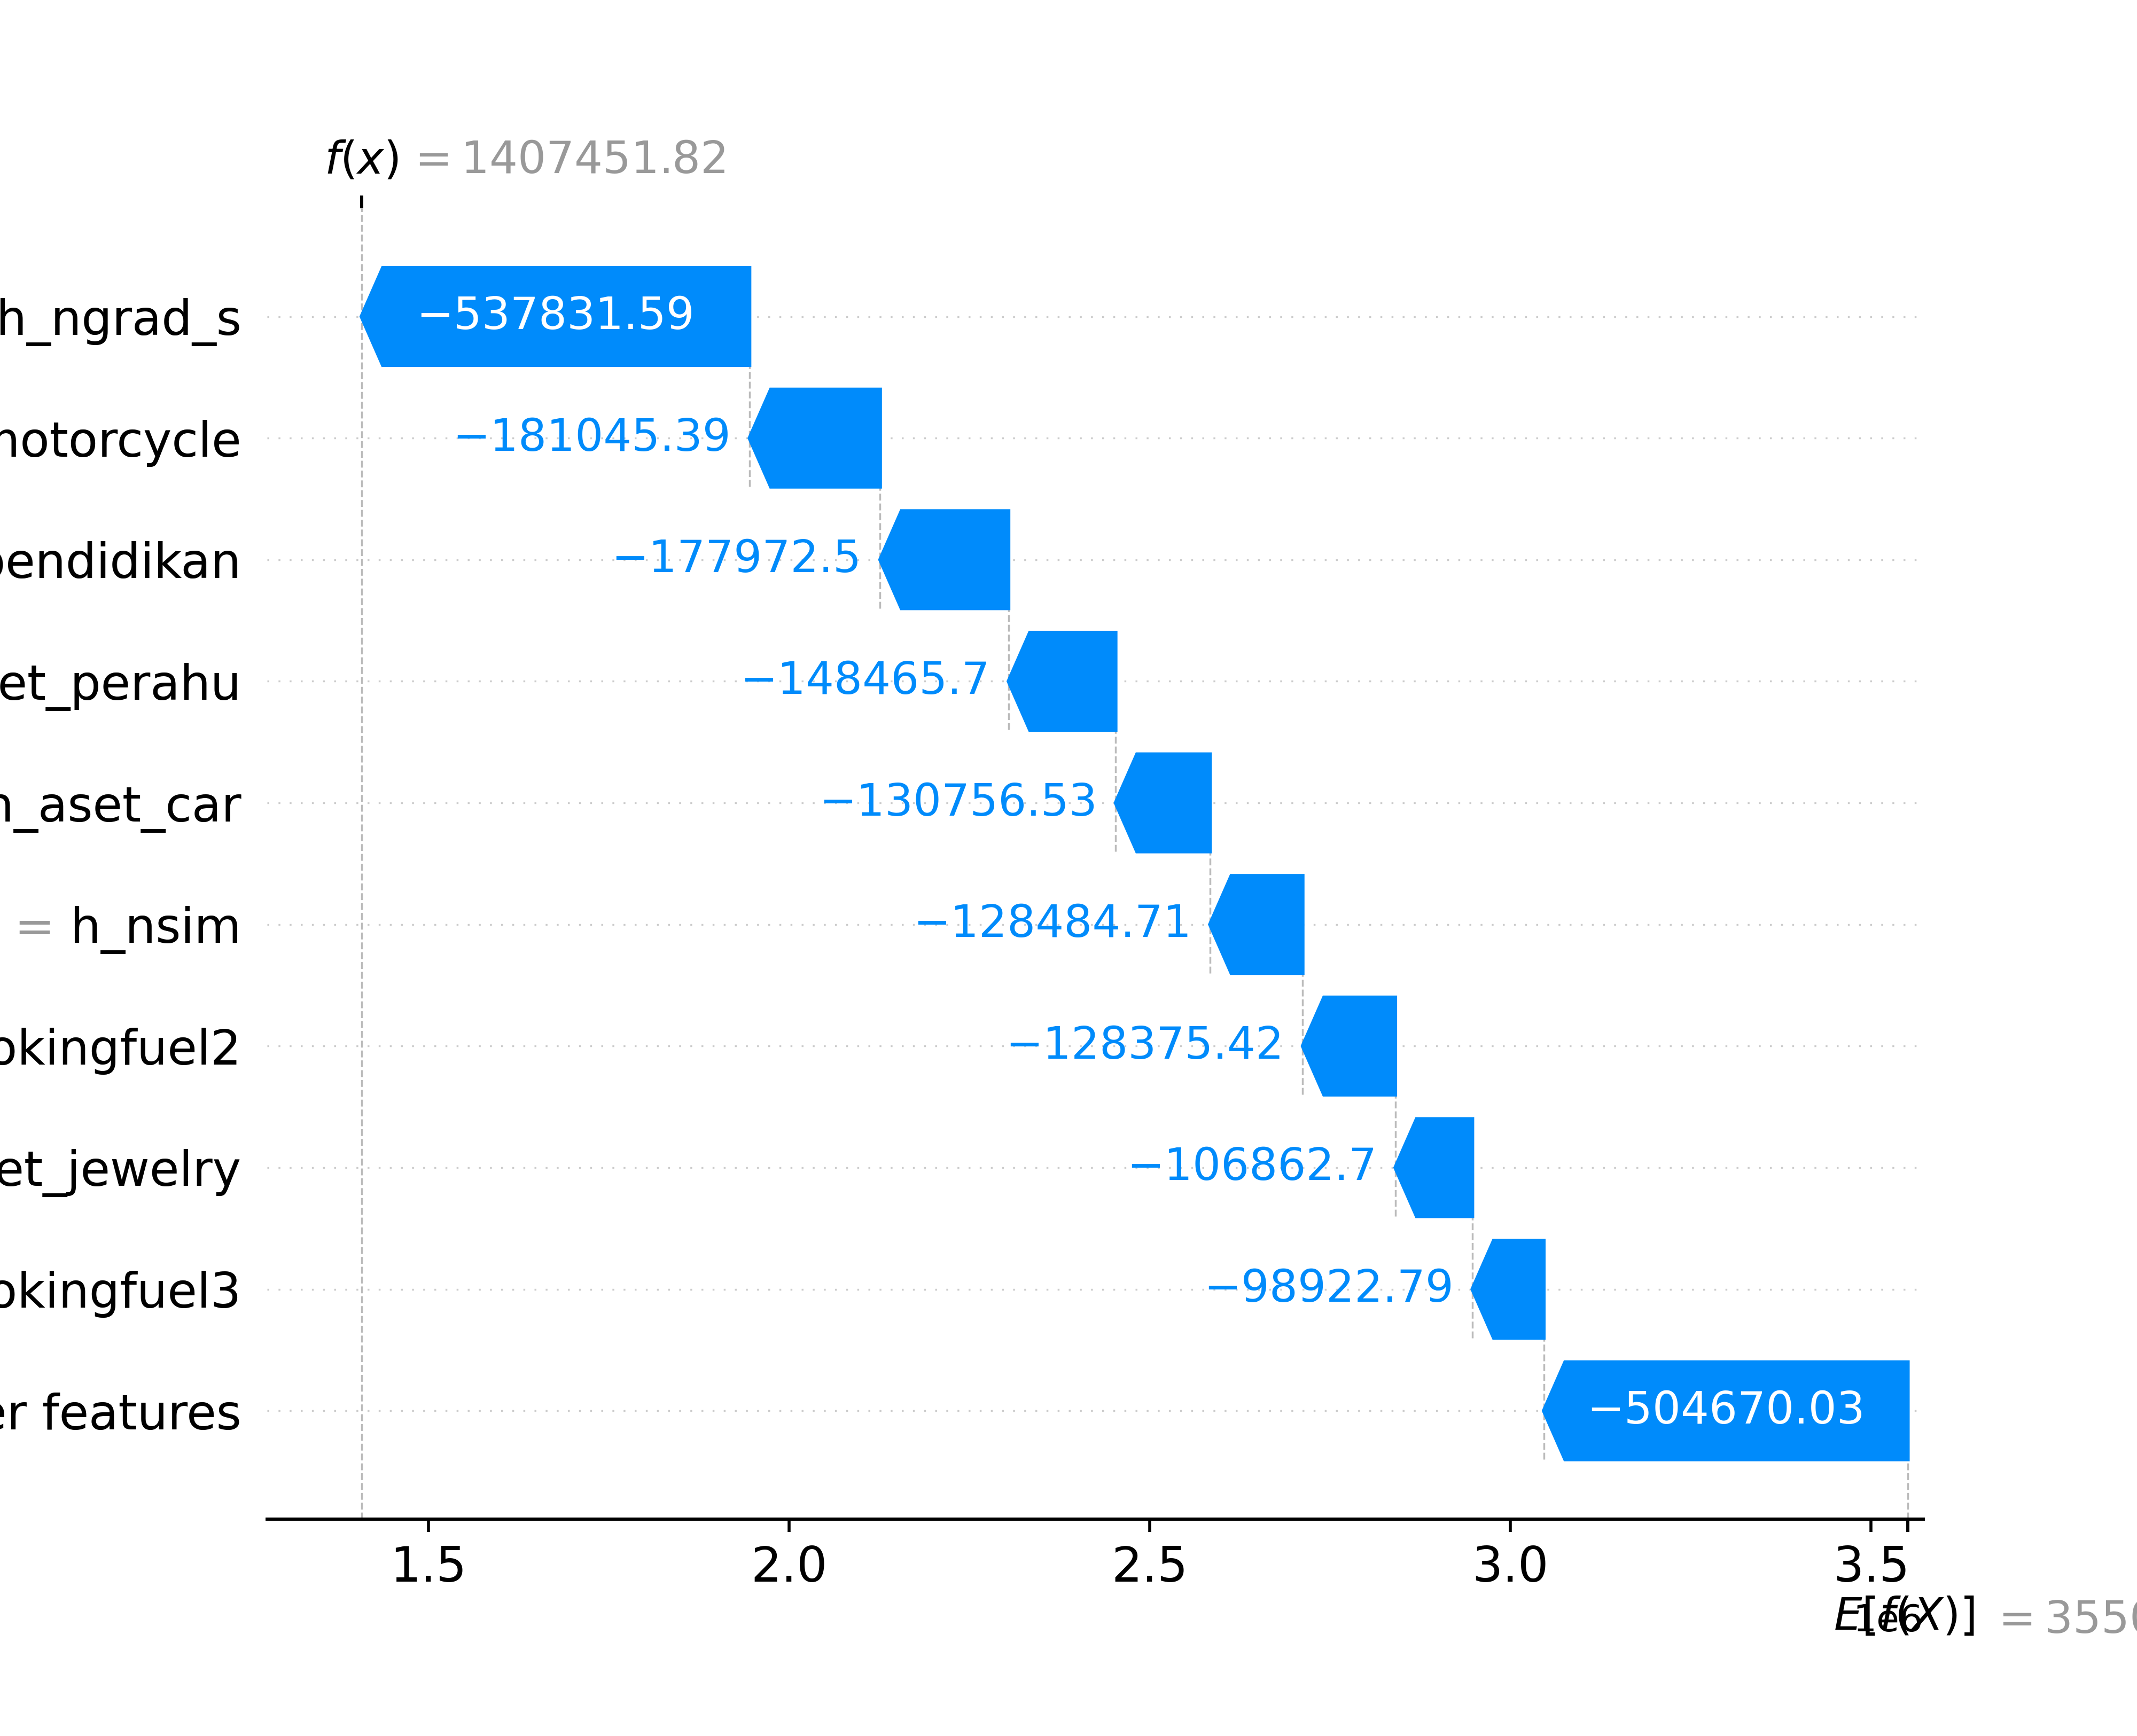 f(x) = 1407451.82
h_ngrad_s −537831.59
motorcycle −181045.39
pendidikan −177972.5
et_perahu −148465.7
h_aset_car −130756.53
= h_nsim −128484.71
okingfuel2 −128375.42
et_jewelry −106862.7
okingfuel3 −98922.79
er features −504670.03
1.5 2.0 2.5 3.0 3.5
1e6
E[f(X)] = 3550